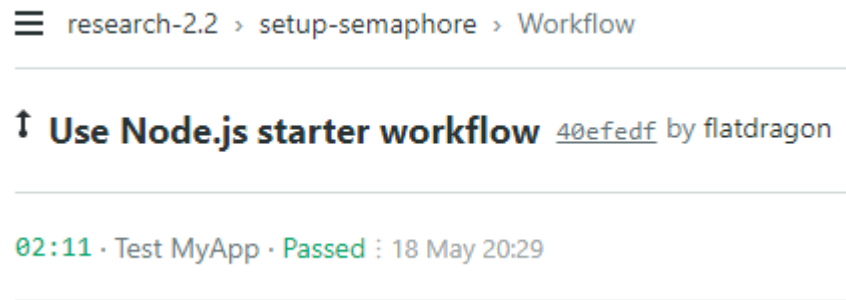 research-2.2 › setup-semaphore › Workflow
Use Node.js starter workflow 40efedf by flatdragon
02:11 · Test MyApp · Passed ⋮ 18 May 20:29